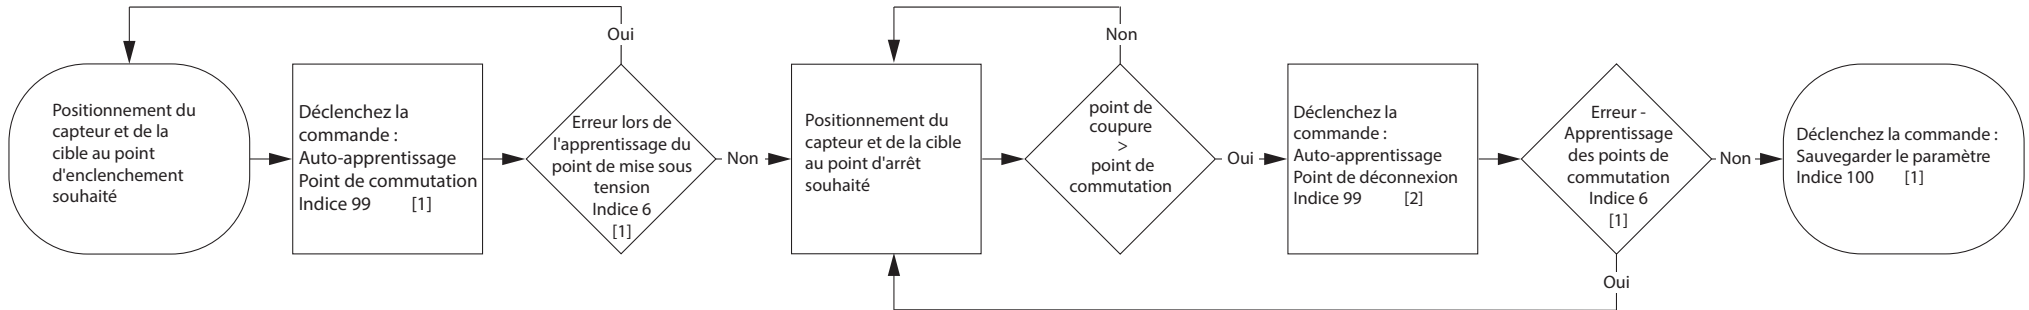 Positionnement du
capteur et de la
cible au point
d'enclenchement
souhaité
Déclenchez la
commande :
Auto-apprentissage
Point de commutation
Indice 99 [1]
Oui
Erreur lors de
l'apprentissage du
point de mise sous
tension
Indice 6
[1]
Non
Positionnement du
capteur et de la cible
au point d'arrêt
souhaité
Non
point de
coupure
>
point de
commutation
Oui
Déclenchez la
commande :
Auto-apprentissage
Point de déconnexion
Indice 99 [2]
Erreur -
Apprentissage
des points de
commutation
Indice 6
[1]
Oui
Non
Déclenchez la commande :
Sauvegarder le paramètre
Indice 100 [1]